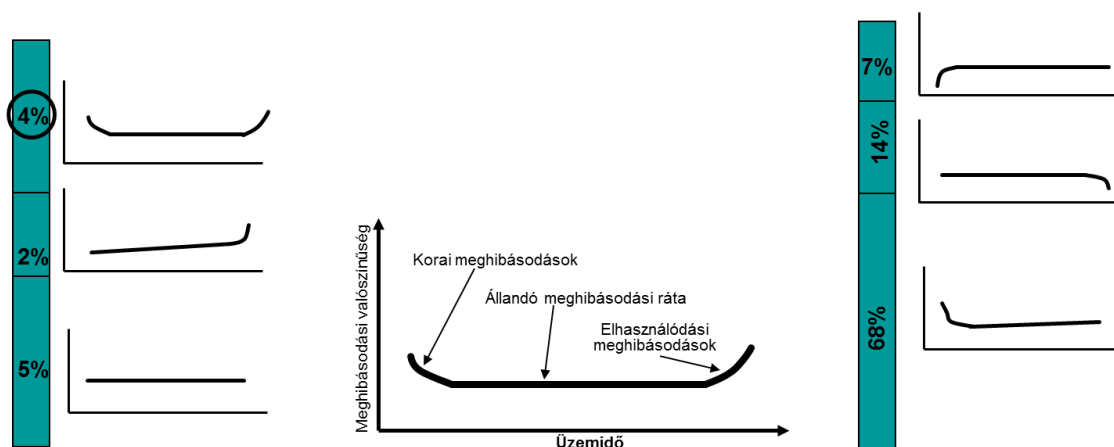 4%
2%
5%
Meghibásodási valószínűség
Korai meghibásodások
Állandó meghibásodási ráta
Elhasználódási
meghibásodások
Üzemidő
7%
14%
68%